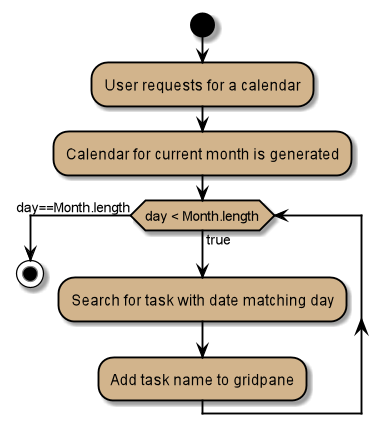 User requests for a calendar
Calendar for current month is generated
day==Month.length
day < Month.length
true
Search for task with date matching day
Add task name to gridpane